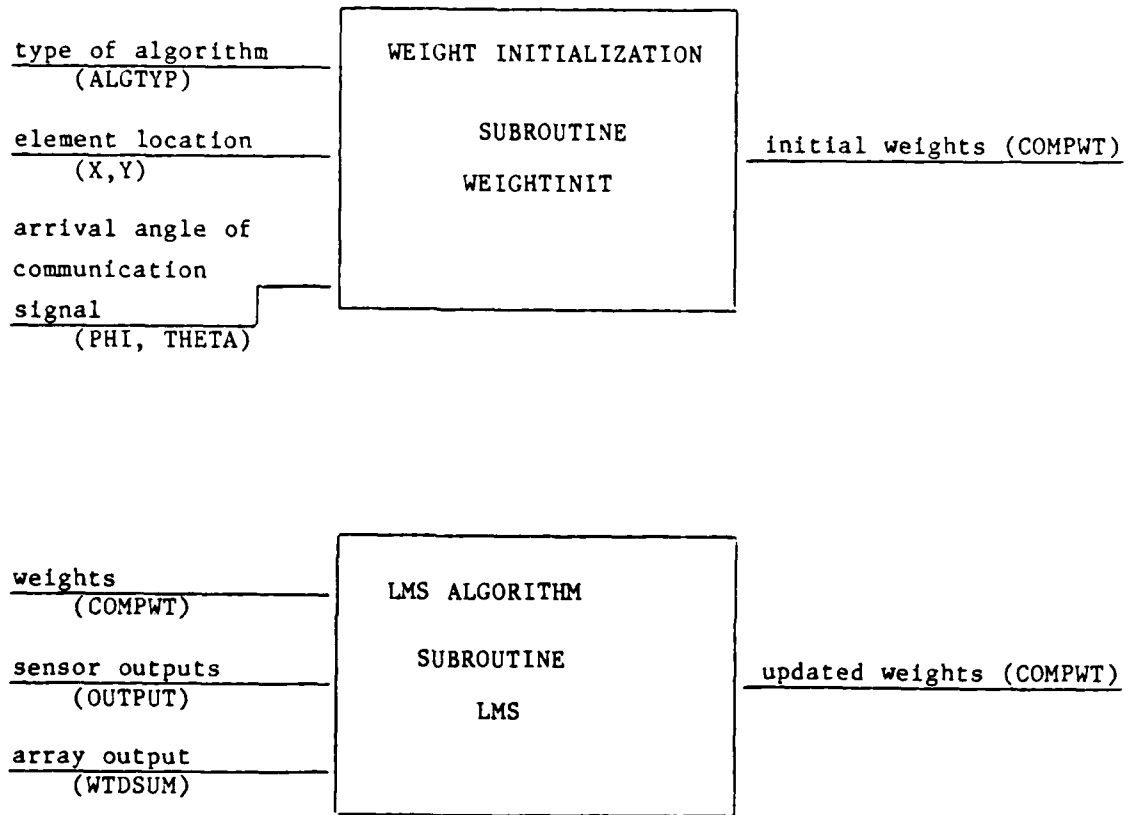 type of algorithm
(ALGTYP)
element location
(X,Y)
arrival angle of
communication
signal
(PHI, THETA)
WEIGHT INITIALIZATION
SUBROUTINE
WEIGHTINIT
initial weights (COMPWT)
weights
(COMPWT)
sensor outputs
(OUTPUT)
array output
(WTDSUM)
LMS ALGORITHM
SUBROUTINE
LMS
updated weights (COMPWT)